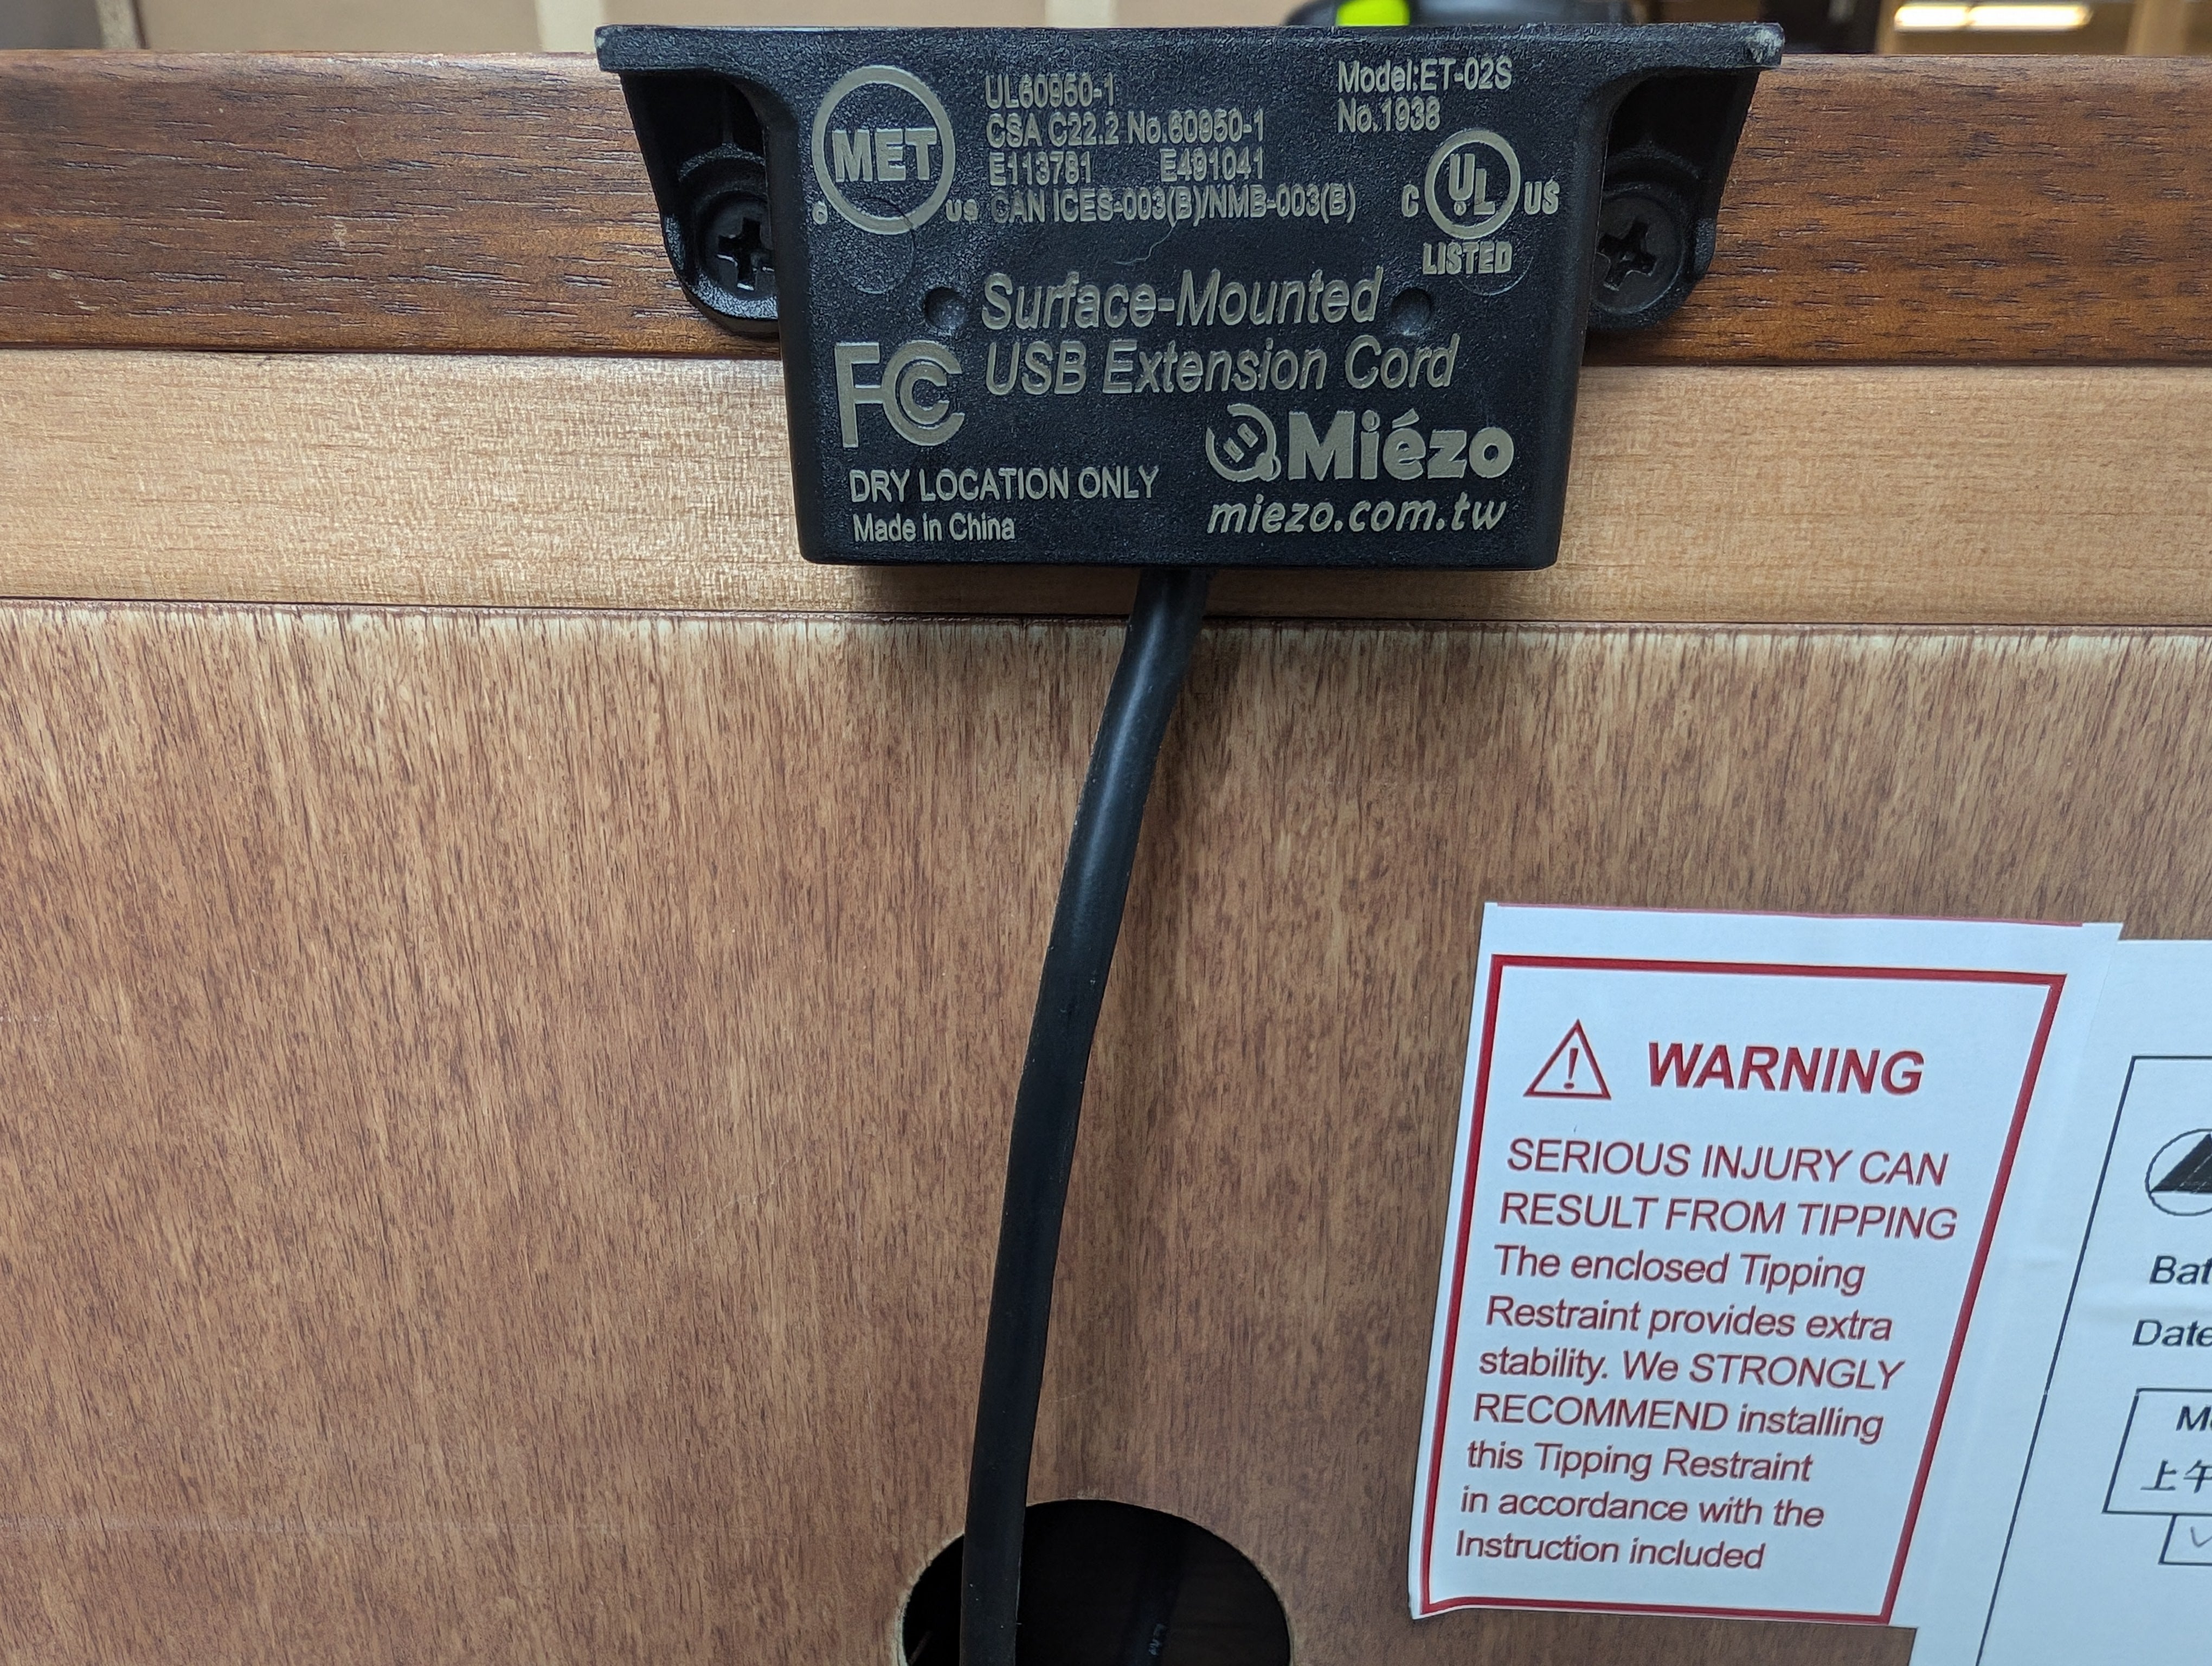 MET
c us
UL60950-1
CSA C22.2 No.60950-1
E113781 E491041
CAN ICES-003(B)/NMB-003(B)
Model:ET-02S
No.1938
C UL US
LISTED
Surface-Mounted
USB Extension Cord
FC
Miézo
miezo.com.tw
DRY LOCATION ONLY
Made in China
WARNING
SERIOUS INJURY CAN
RESULT FROM TIPPING
The enclosed Tipping
Restraint provides extra
stability. We STRONGLY
RECOMMEND installing
this Tipping Restraint
in accordance with the
Instruction included
Date
上午